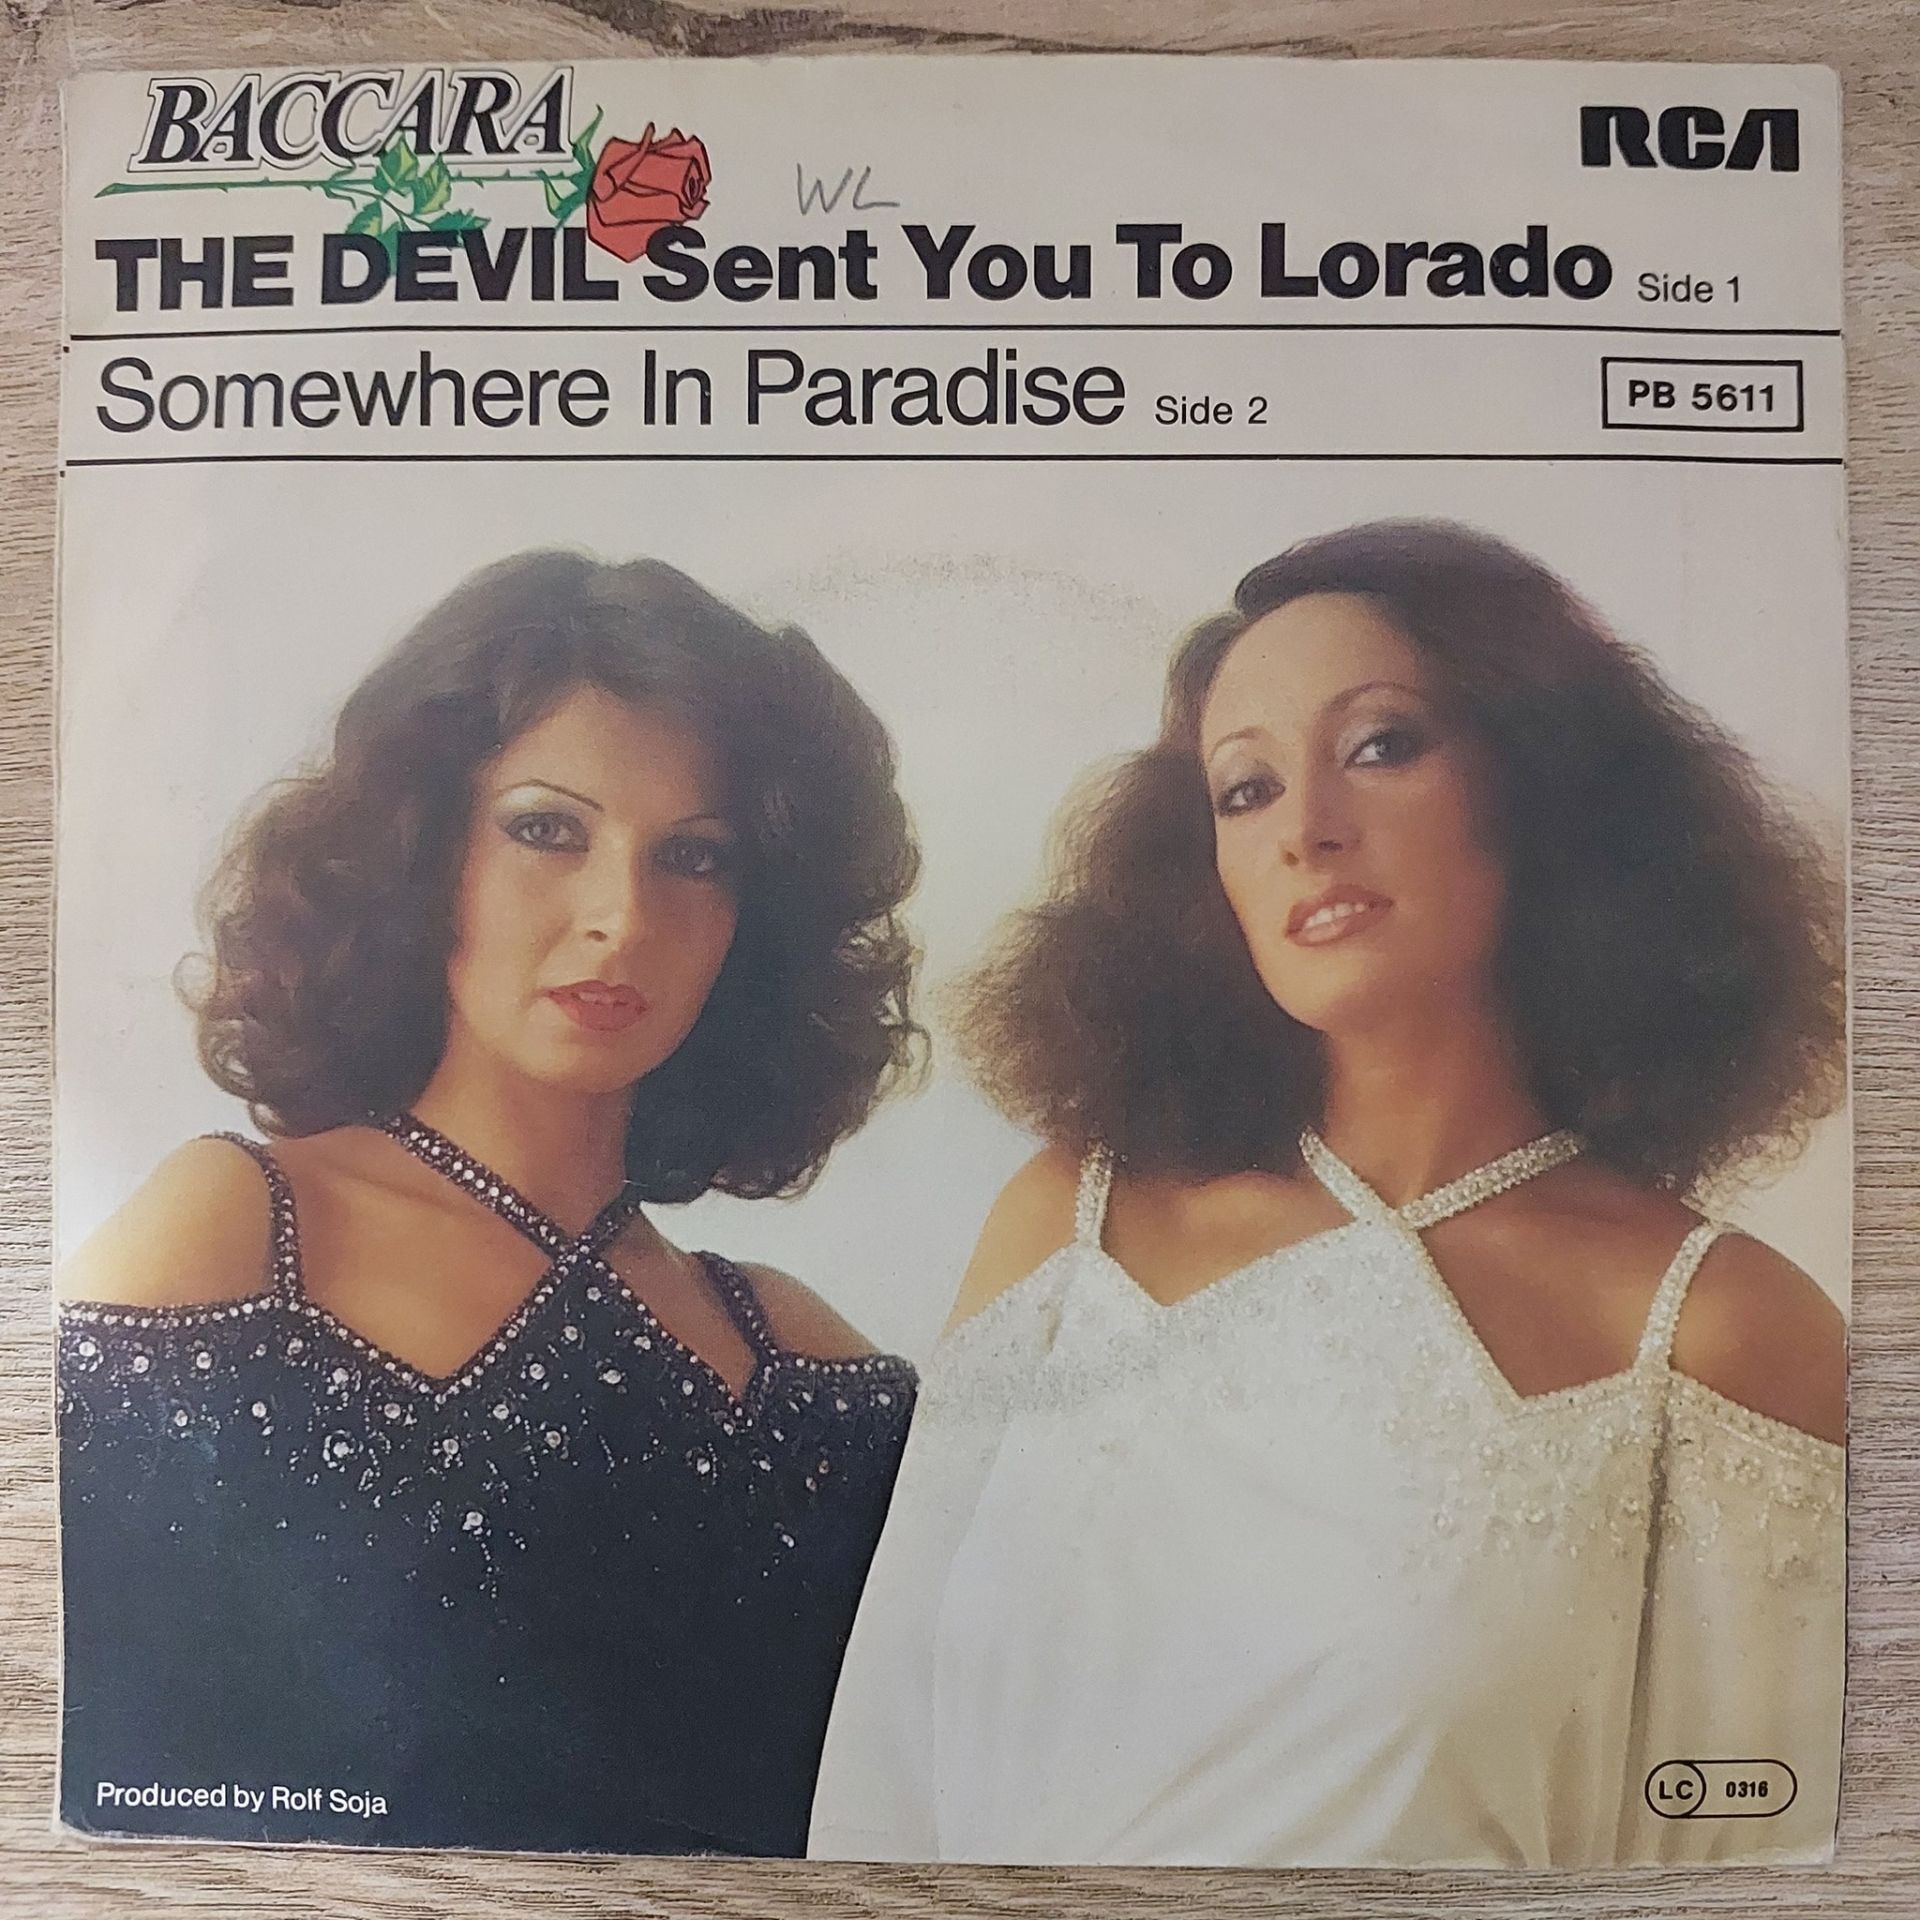 BACCARA
RCA
WL
THE DEVIL Sent You To Lorado Side 1
Somewhere In Paradise Side 2
PB 5611
Produced by Rolf Soja
LC 0316